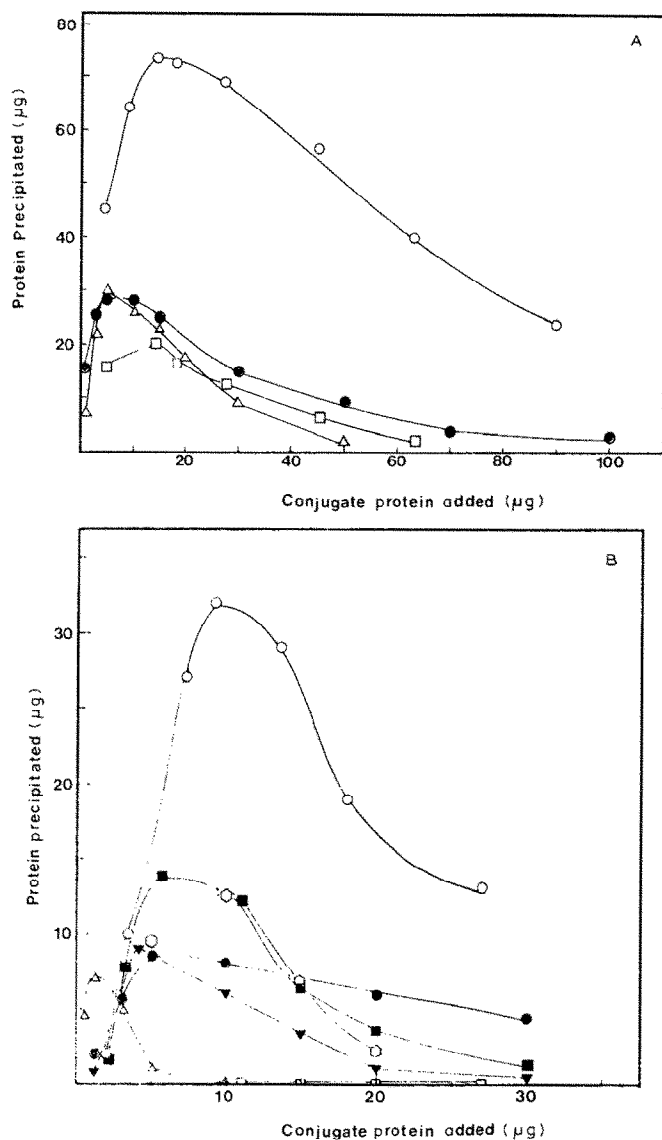 80
A
60
40
20
Protein Precipitated (µg)
20 40 60 80 100
Conjugate protein added (µg)
B
30
20
10
Protein precipitated (µg)
10 20 30
Conjugate protein added (µg)